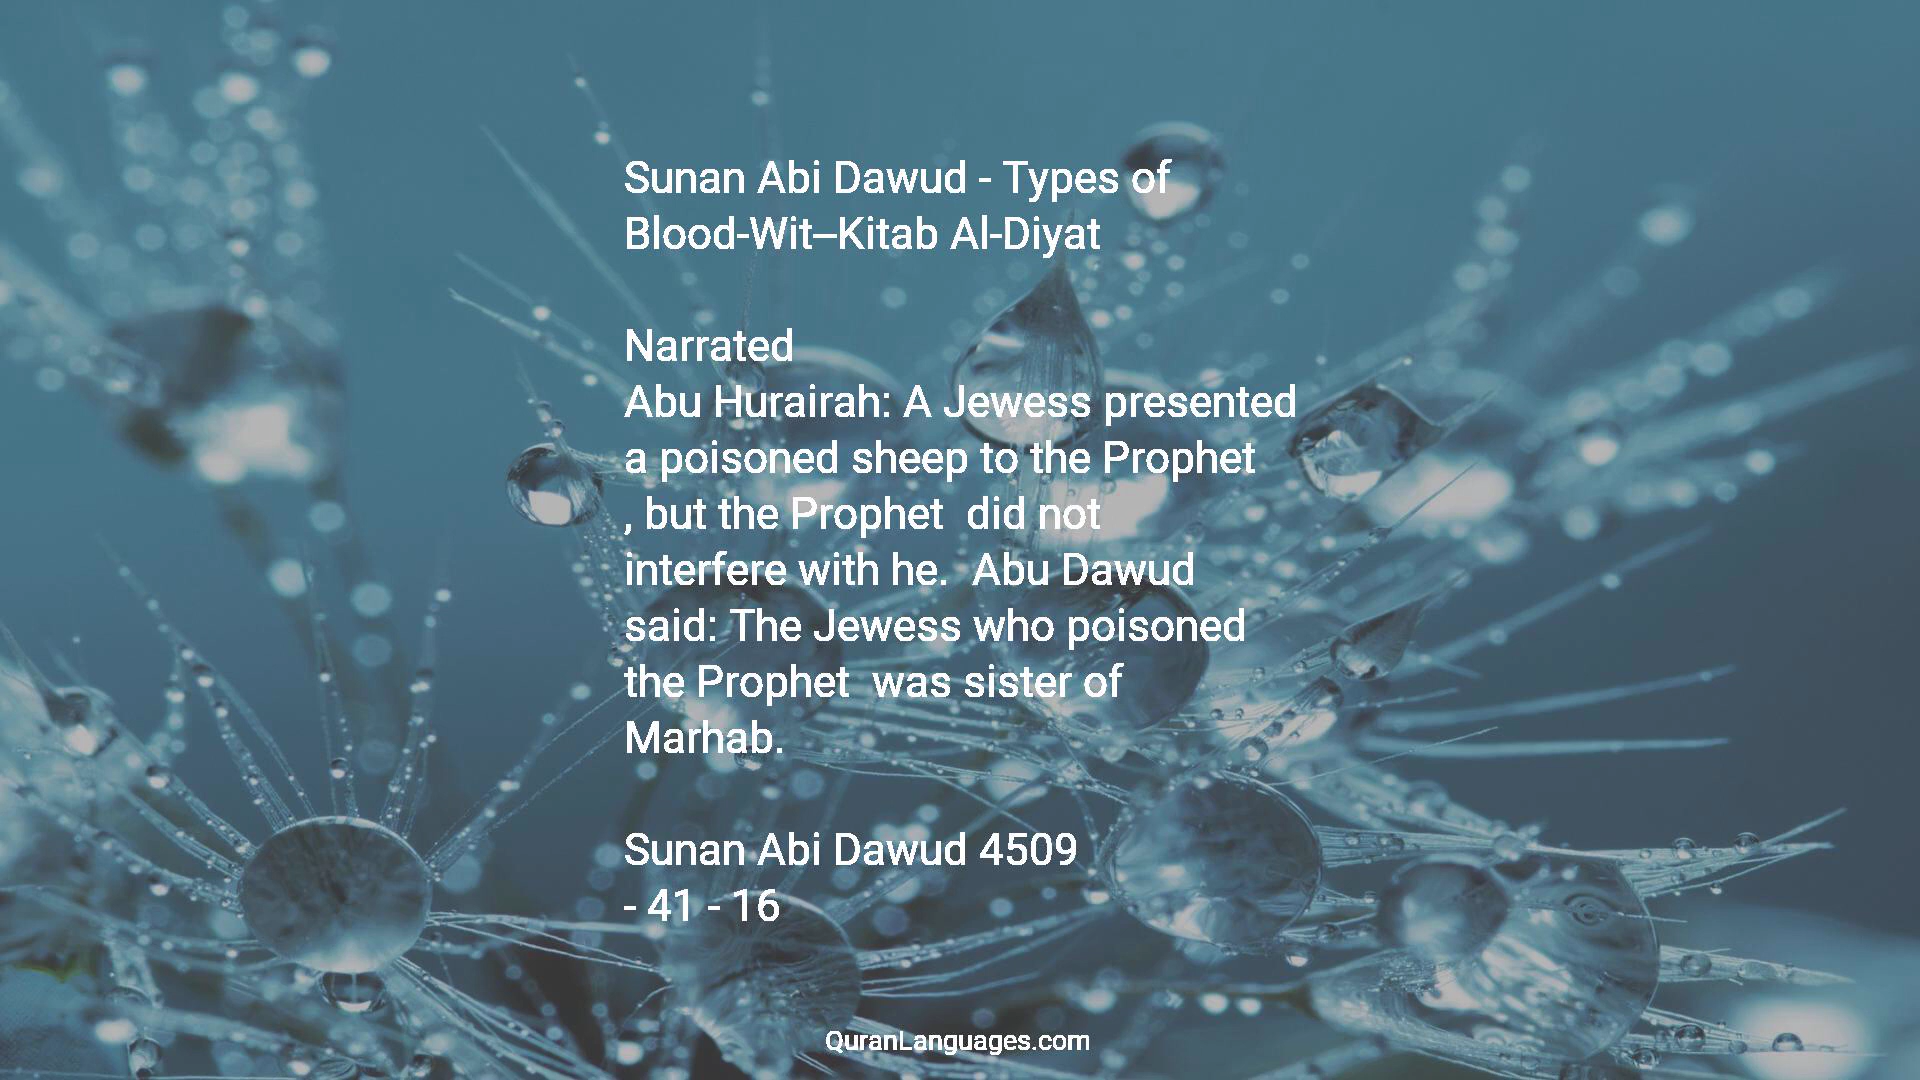 Sunan Abi Dawud - Types of
Blood-Wit–Kitab Al-Diyat
Narrated
Abu Hurairah: A Jewess presented
a poisoned sheep to the Prophet
, but the Prophet  did not
interfere with he.  Abu Dawud
said: The Jewess who poisoned
the Prophet  was sister of
Marhab.
Sunan Abi Dawud 4509
- 41 - 16
QuranLanguages.com